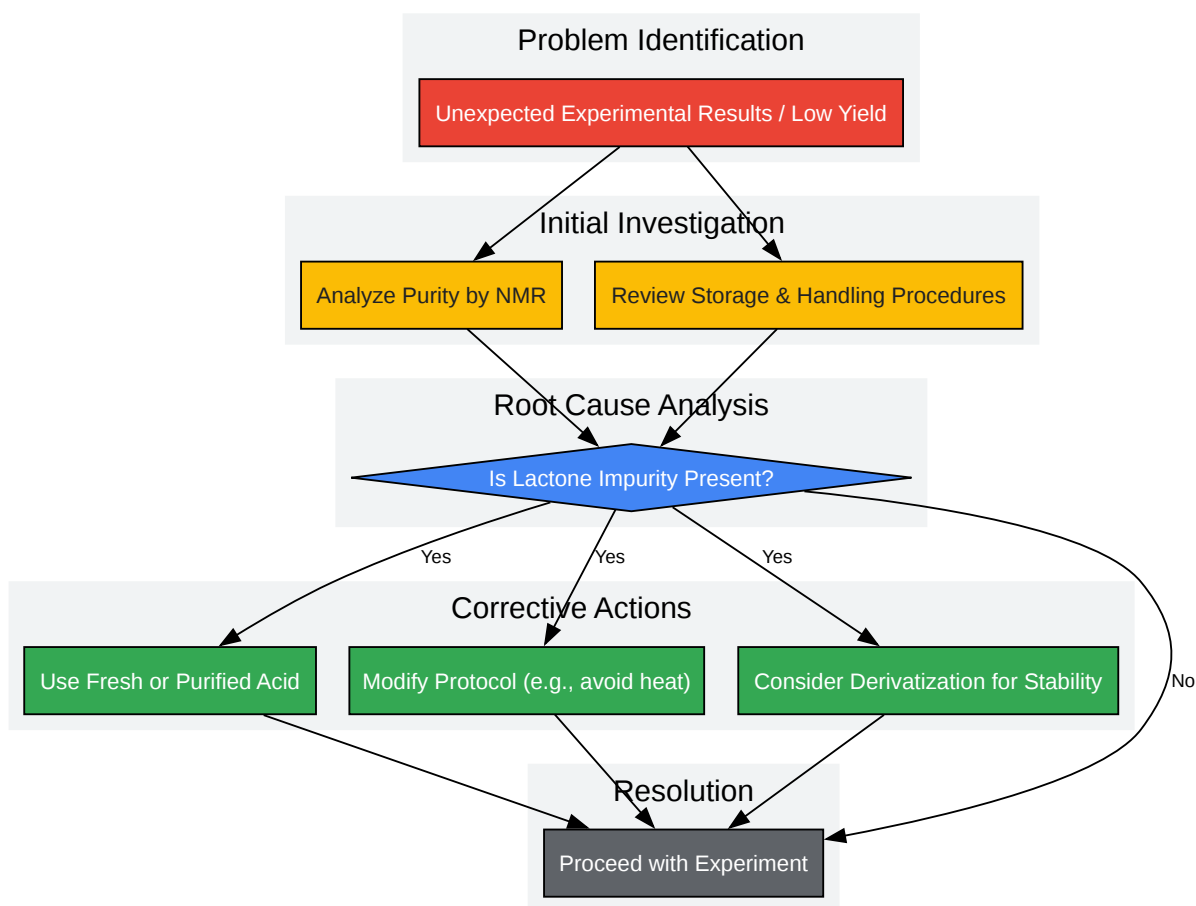 Problem Identification
Unexpected Experimental Results / Low Yield
Initial Investigation
Analyze Purity by NMR
Review Storage & Handling Procedures
Root Cause Analysis
Is Lactone Impurity Present?
Yes
Yes
Yes
Corrective Actions
Use Fresh or Purified Acid
Modify Protocol (e.g., avoid heat)
Consider Derivatization for Stability
No
Resolution
Proceed with Experiment